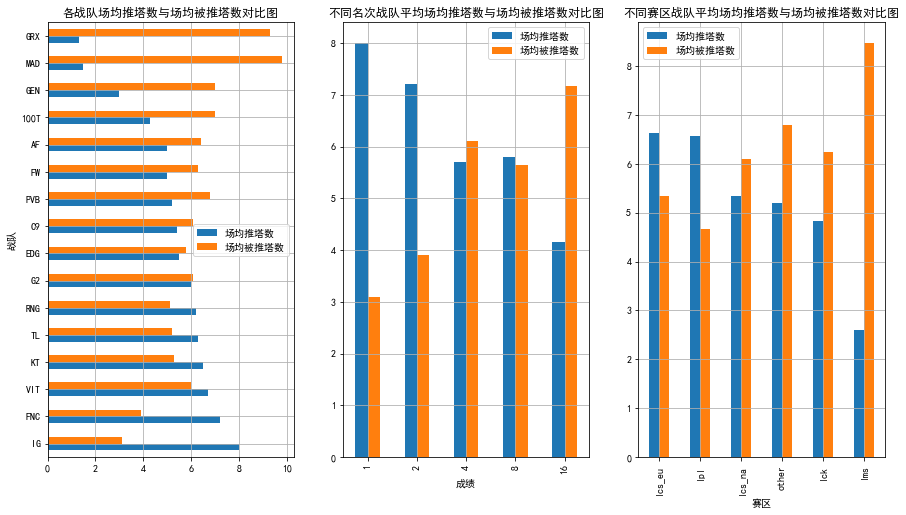 各战队场均推塔数与场均被推塔数对比图
战队
GRX
MAD
GEN
100T
AF
FW
PVB
C9
EDG
G2
RNG
TL
KT
VIT
FNC
IG
场均推塔数
场均被推塔数
0 2 4 6 8 10
不同名次战队平均场均推塔数与场均被推塔数对比图
场均推塔数
场均被推塔数
8
7
6
5
4
3
2
1
0
1 2 4 8 16
成绩
不同赛区战队平均场均推塔数与场均被推塔数对比图
场均推塔数
场均被推塔数
8
7
6
5
4
3
2
1
0
lcs_eu lpl lcs_na other lck lms
赛区